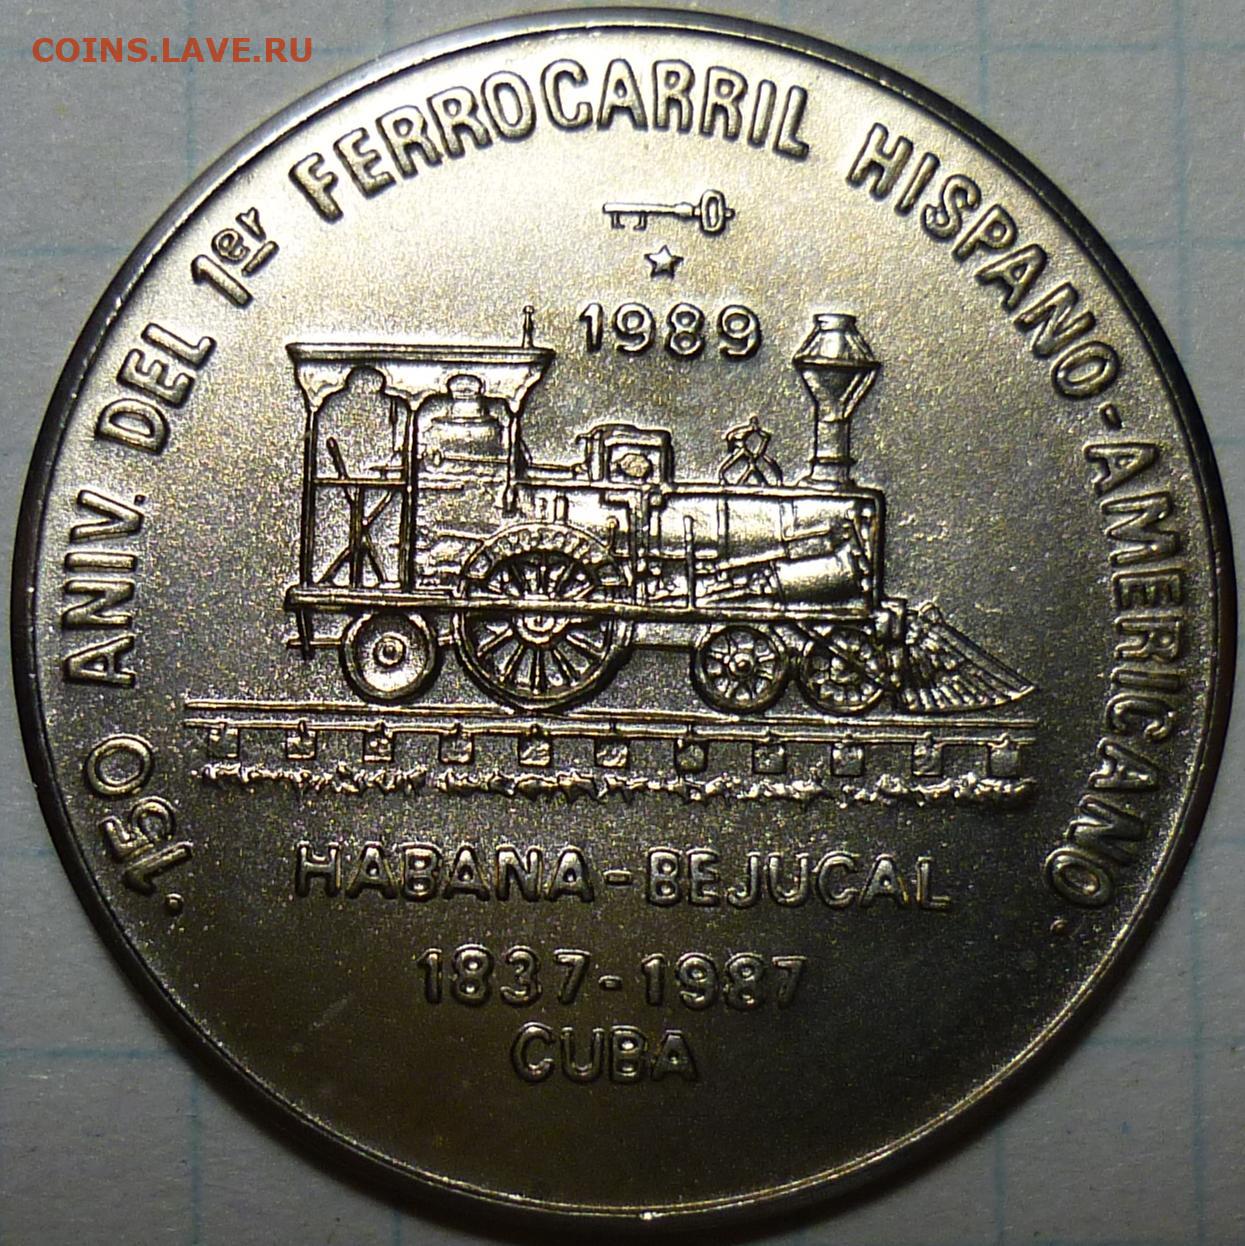 COINS.LAVE.RU
·150 ANIV. DEL 1er FERROCARRIL HISPANO-AMERICANO·
1989
HABANA-BEJUCAL
1837-1987
CUBA